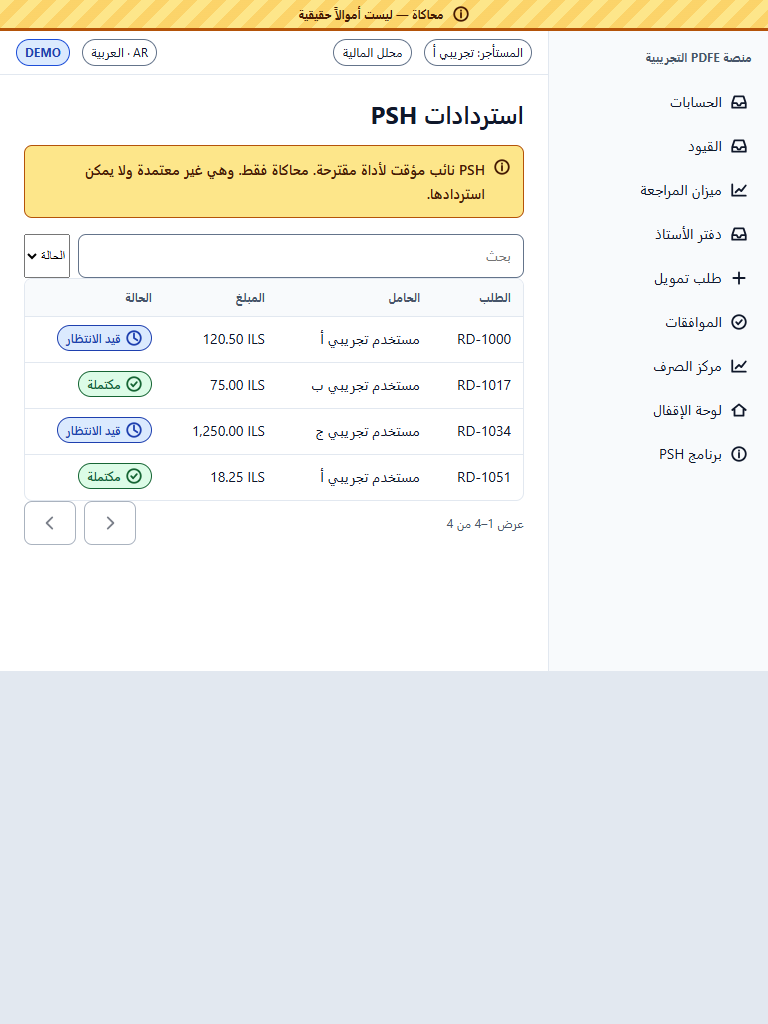 محاكاة — ليست أموالاً حقيقية
منصة PDFE التجريبية
الحسابات
القيود
ميزان المراجعة
دفتر الأستاذ
طلب تمويل
الموافقات
مركز الصرف
لوحة الإقفال
برنامج PSH
المستأجر: تجريبي أ
محلل المالية
AR · العربية
DEMO
استردادات PSH
PSH نائب مؤقت لأداة مقترحة. محاكاة فقط. وهي غير معتمدة ولا يمكن
استردادها.
بحث
الحالة
الطلب الحامل المبلغ الحالة
RD-1000 مستخدم تجريبي أ 120.50 ILS قيد الانتظار
RD-1017 مستخدم تجريبي ب 75.00 ILS مكتملة
RD-1034 مستخدم تجريبي ج 1,250.00 ILS قيد الانتظار
RD-1051 مستخدم تجريبي أ 18.25 ILS مكتملة
عرض 1–4 من 4